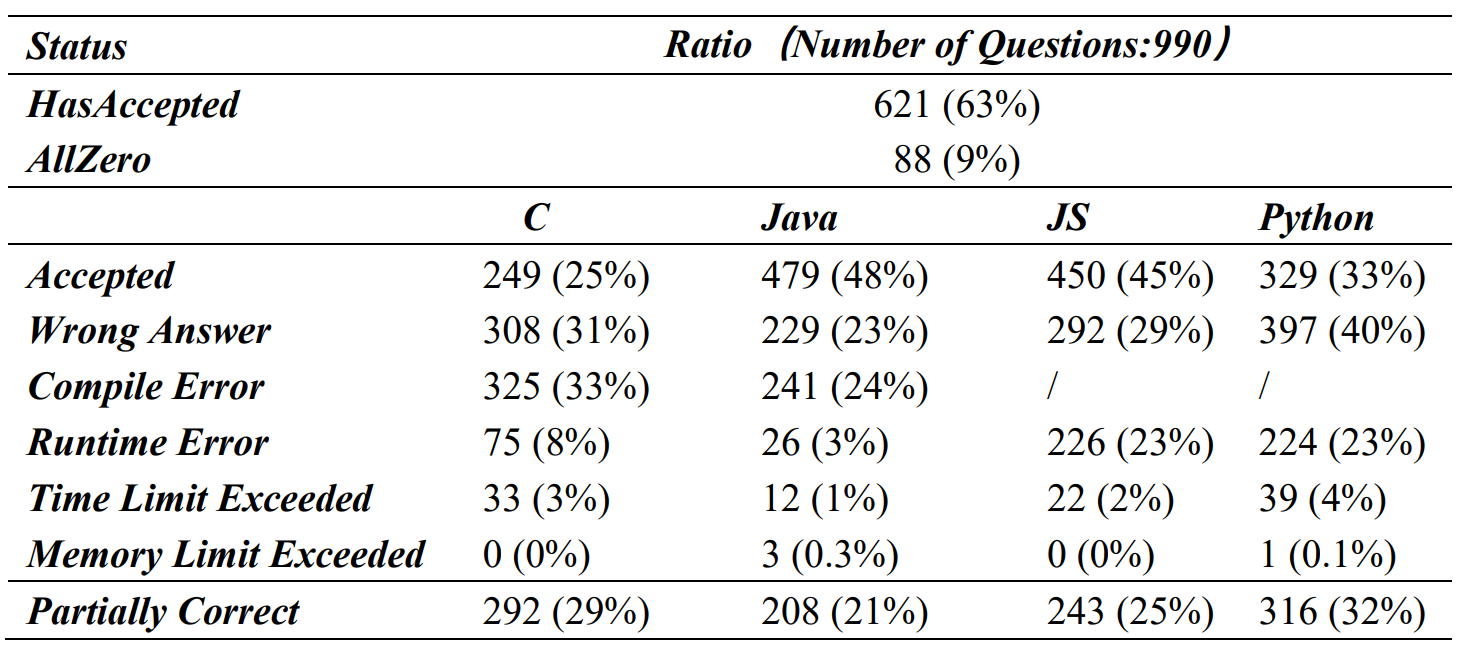 Status Ratio（Number of Questions:990）
HasAccepted 621 (63%)
AllZero 88 (9%)
C Java JS Python
Accepted 249 (25%) 479 (48%) 450 (45%) 329 (33%)
Wrong Answer 308 (31%) 229 (23%) 292 (29%) 397 (40%)
Compile Error 325 (33%) 241 (24%) / /
Runtime Error 75 (8%) 26 (3%) 226 (23%) 224 (23%)
Time Limit Exceeded 33 (3%) 12 (1%) 22 (2%) 39 (4%)
Memory Limit Exceeded 0 (0%) 3 (0.3%) 0 (0%) 1 (0.1%)
Partially Correct 292 (29%) 208 (21%) 243 (25%) 316 (32%)